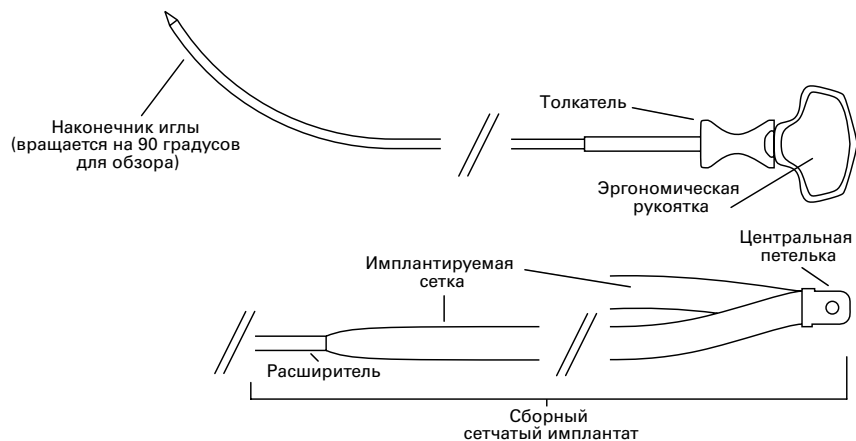 Наконечник иглы
(вращается на 90 градусов
для обзора)
Толкатель
Эргономическая
рукоятка
Центральная
петелька
Имплантируемая
сетка
Расширитель
Сборный
сетчатый имплантат